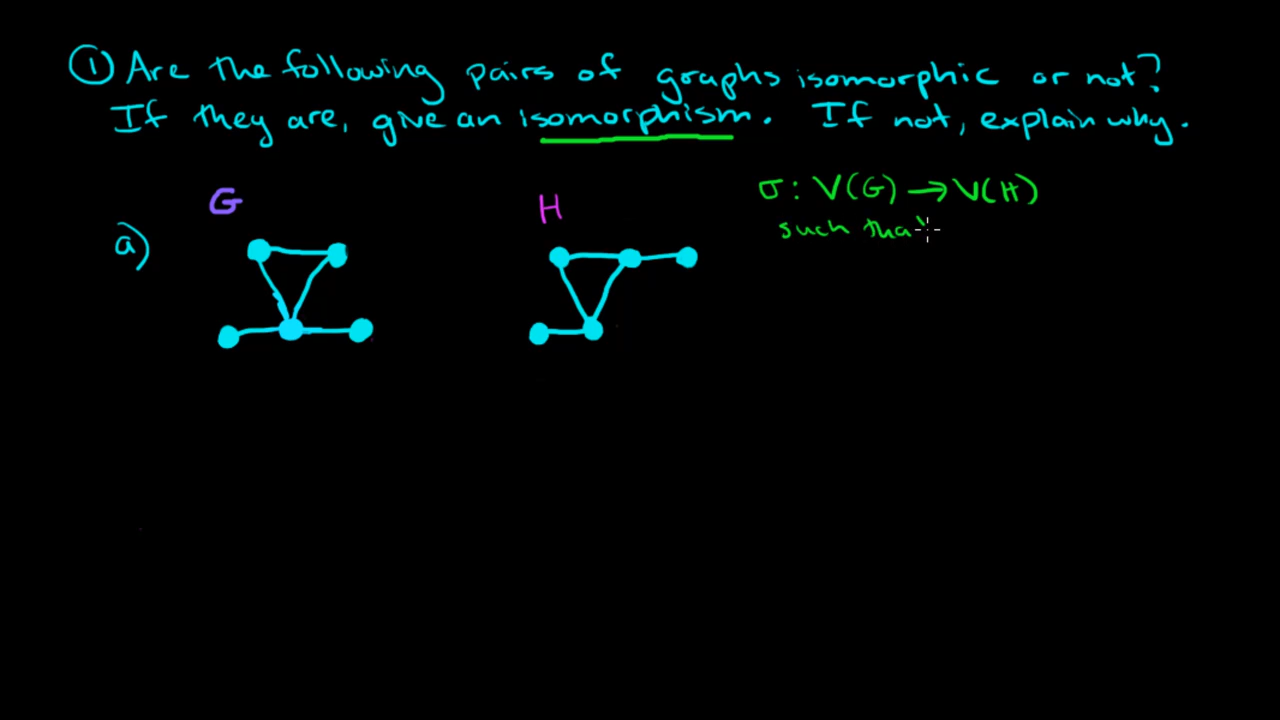 ① Are the following pairs of graphs isomorphic or not?
If they are, give an isomorphism. If not, explain why.
G
H
σ: V(G) → V(H)
such that
a)